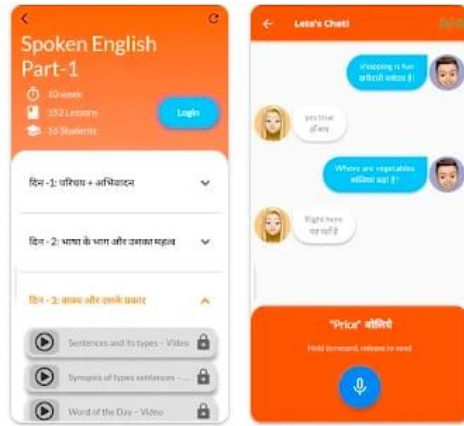 Spoken English
Part-1
10 week
152 Lessons
16 Students
Login
दिन -1: परिचय + अभिवादन
दिन - 2: भाषा के भाग और उसका महत्व
दिन - 3: वाक्य और उसके प्रकार
Sentences and its types - Video
Synopsis of types sentences - ...
Word of the Day - Video
Lets's Chat!
shopping is fun
खरीदारी मजेदार है!
yes true
हाँ सच
Where are vegetables
सब्जियां कहां है?
Right here
यह यहाँ है
"Price" बोलिये
Hold to record, release to send